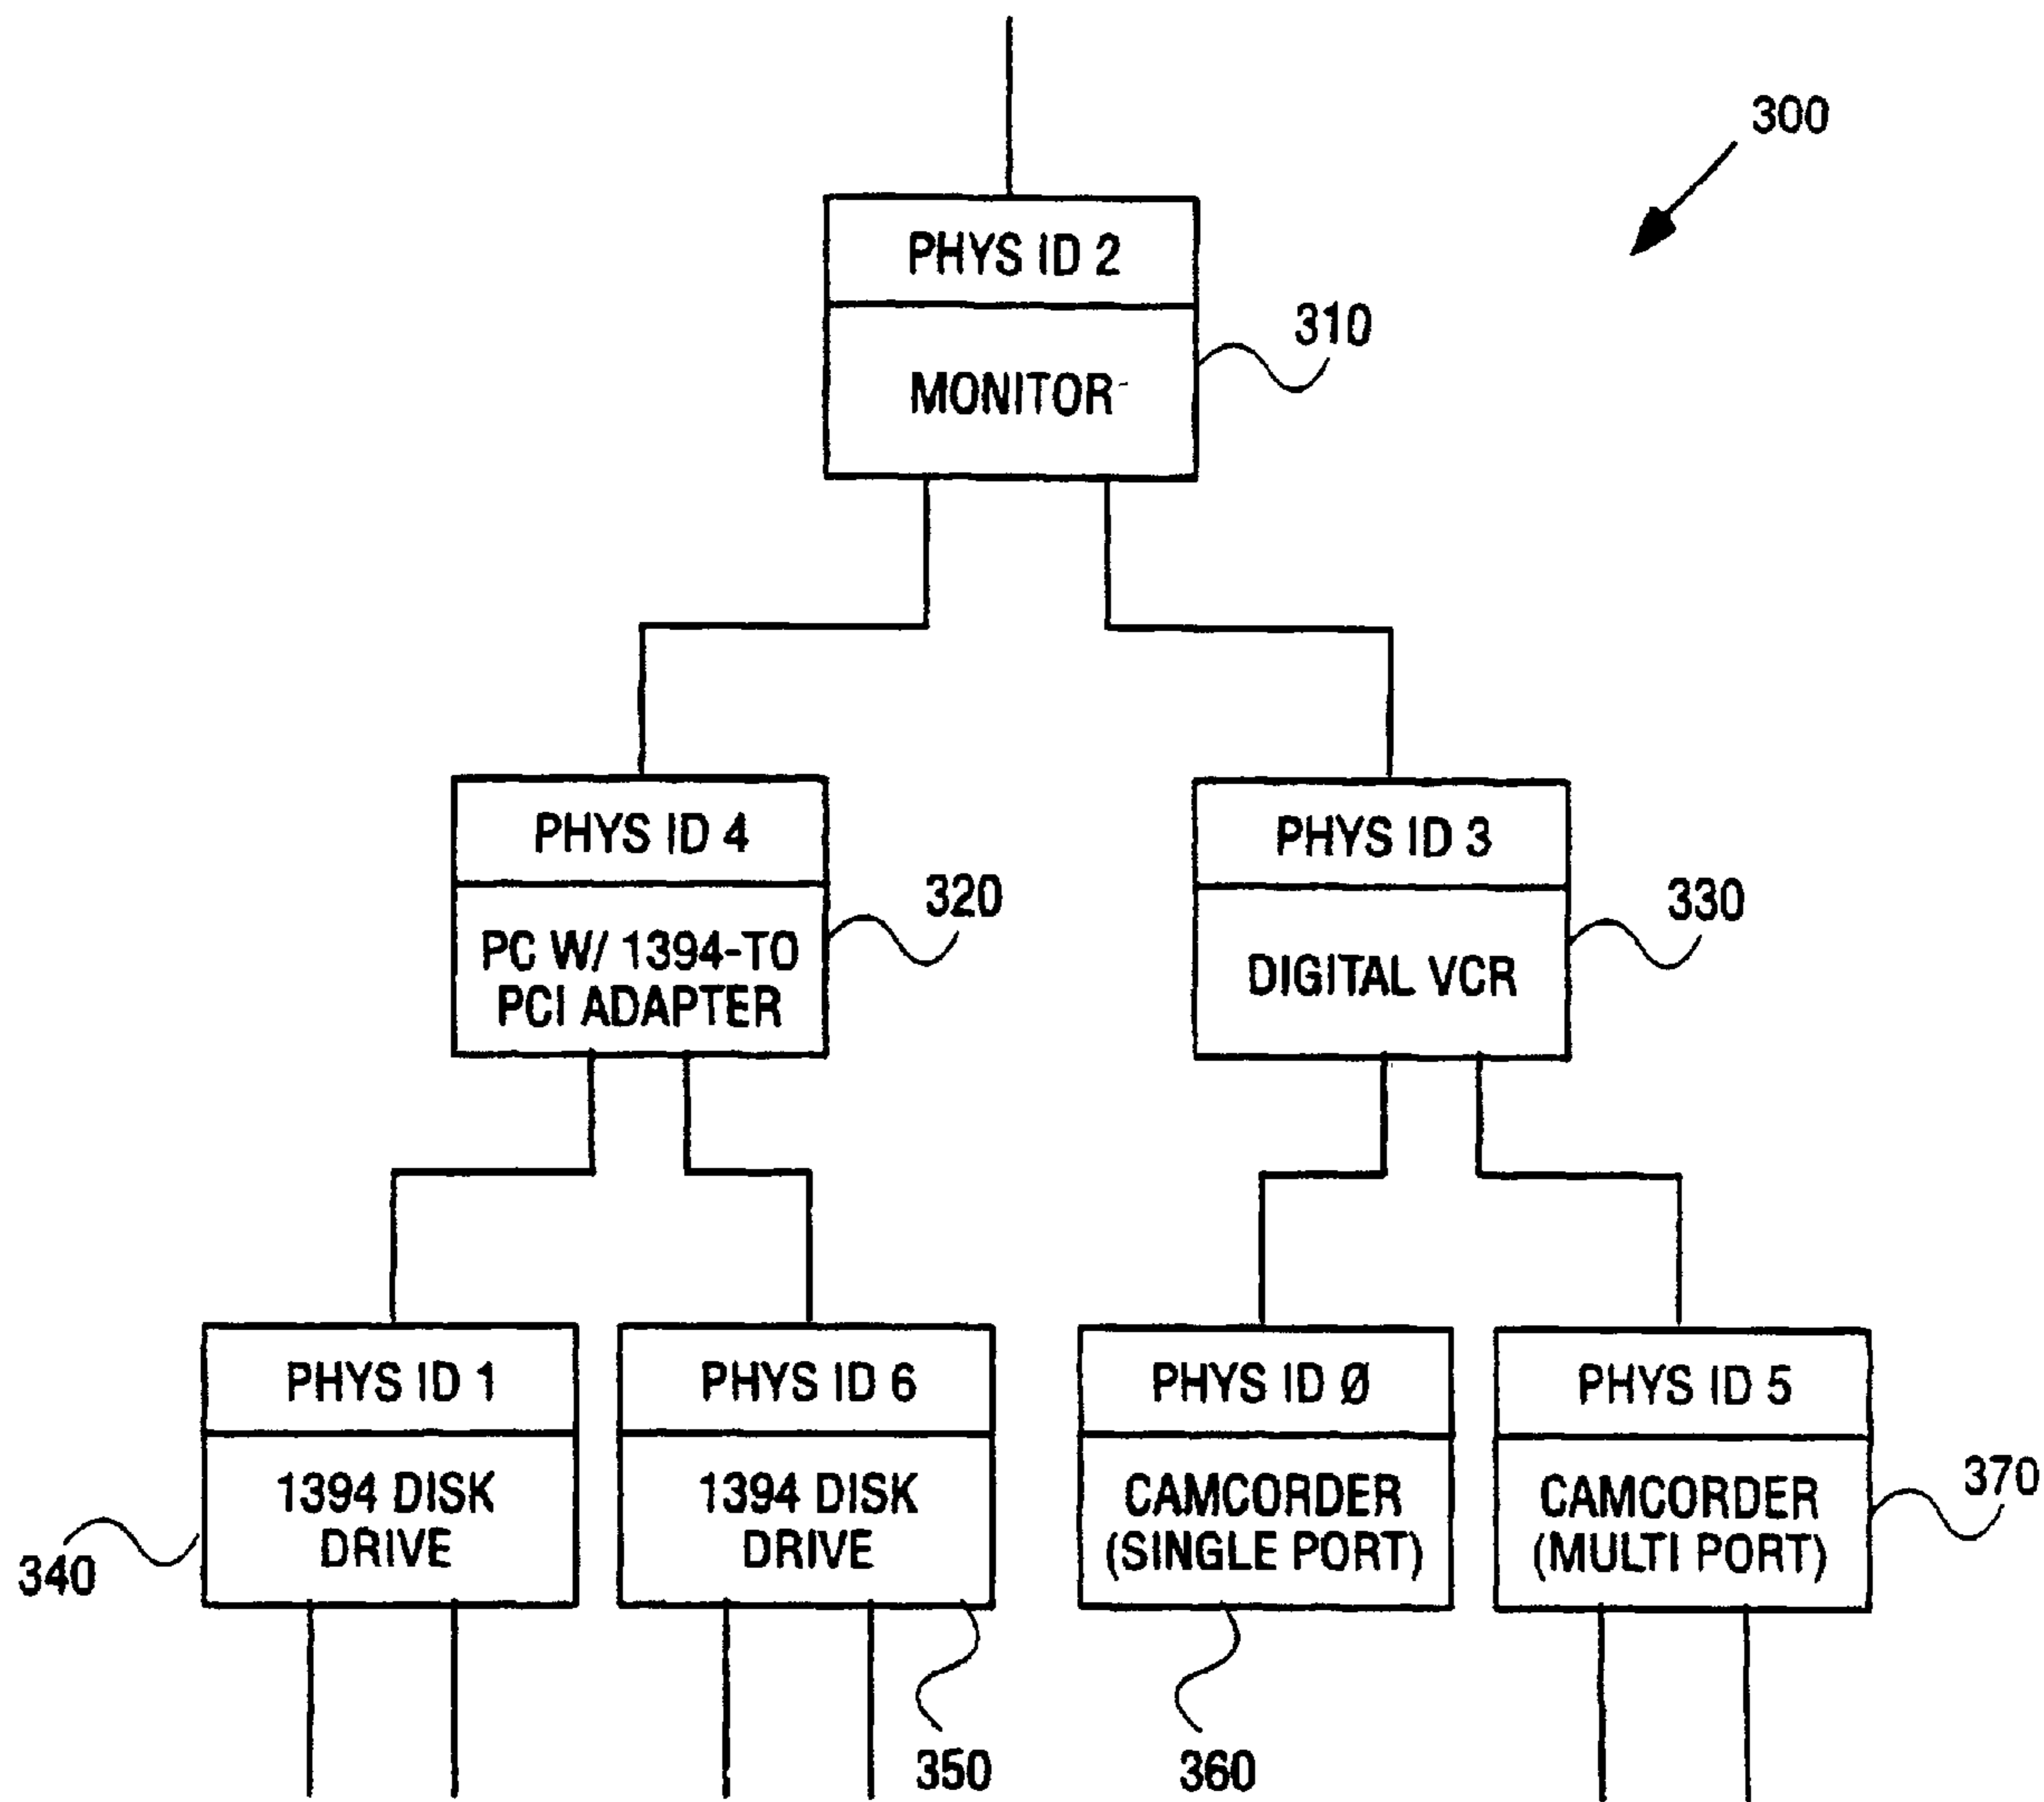 300
PHYS ID 2
310
MONITOR
PHYS ID 4
PHYS ID 3
320
330
PC W/ 1394-TO
PCI ADAPTER
DIGITAL VCR
PHYS ID 1
PHYS ID 6
PHYS ID Ø
PHYS ID 5
1394 DISK
DRIVE
1394 DISK
DRIVE
CAMCORDER
(SINGLE PORT)
CAMCORDER
(MULTI PORT)
370
340
350
360